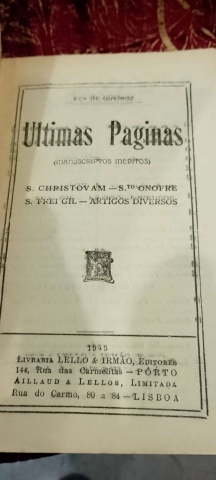 EÇA DE QUEIROZ
Ultimas Paginas
(MANUSCRIPTOS INEDITOS)
S. CHRISTOVAM — S.TO ONOFRE
S. FREI GIL — ARTIGOS DIVERSOS
1945
LIVRARIA LELLO & IRMÃO, EDITORES
144, Rua das Carmelitas — PÔRTO
AILLAUD & LELLOS, LIMITADA
Rua do Carmo, 80 a 84 — LISBOA